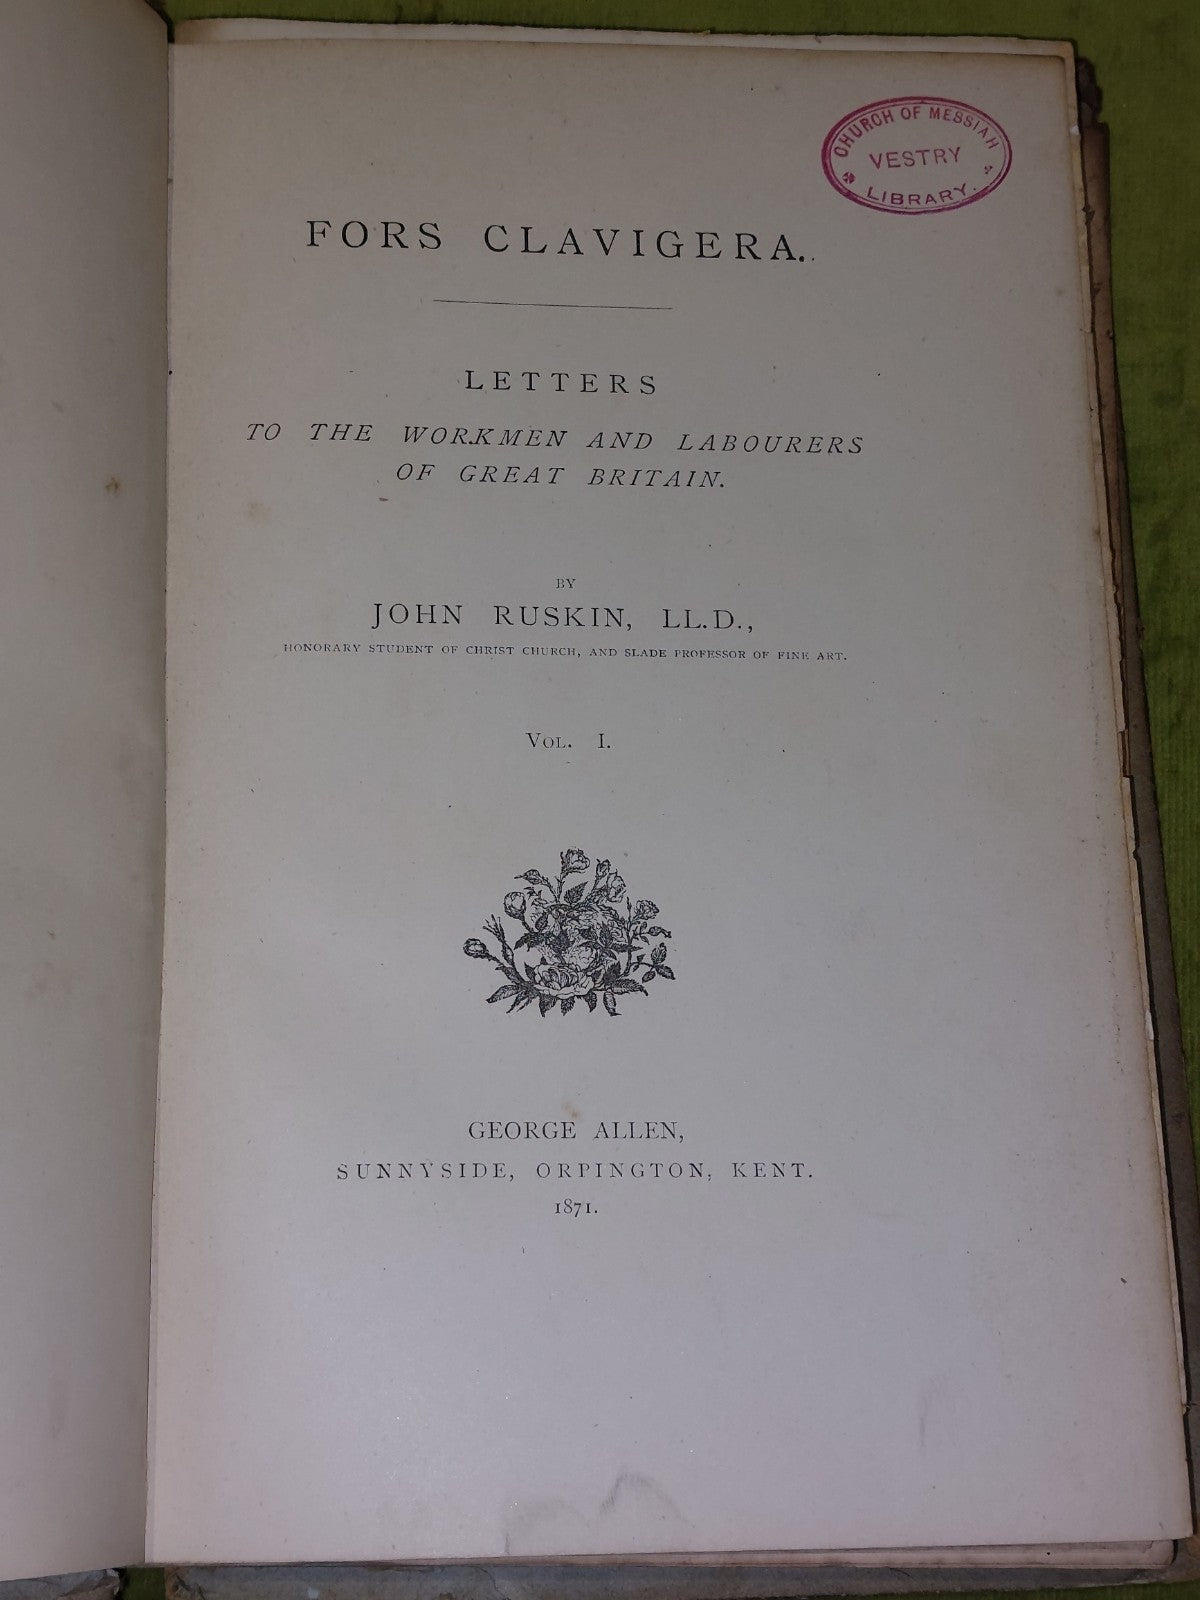 CHURCH OF MESSIAH
VESTRY
LIBRARY.
FORS CLAVIGERA.
LETTERS
TO THE WORKMEN AND LABOURERS
OF GREAT BRITAIN.
BY
JOHN RUSKIN, LL.D.,
HONORARY STUDENT OF CHRIST CHURCH, AND SLADE PROFESSOR OF FINE ART.
VOL. I.
GEORGE ALLEN,
SUNNYSIDE, ORPINGTON, KENT.
1871.